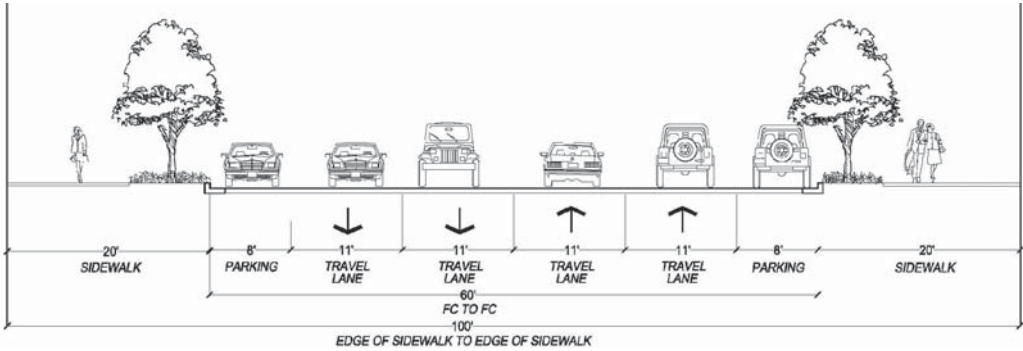 20' 8' 11' 11' 11' 11' 8' 20'
SIDEWALK PARKING TRAVEL LANE TRAVEL LANE TRAVEL LANE TRAVEL LANE PARKING SIDEWALK
60'
FC TO FC
100'
EDGE OF SIDEWALK TO EDGE OF SIDEWALK